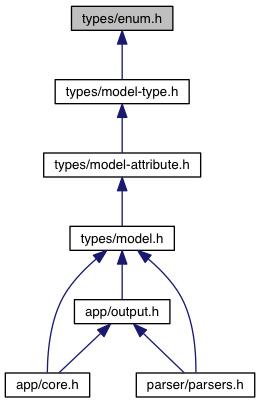 types/enum.h
types/model-type.h
types/model-attribute.h
types/model.h
app/output.h
app/core.h
parser/parsers.h